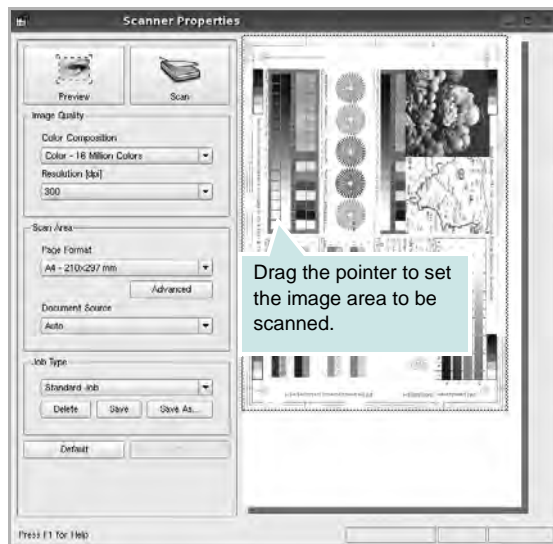 Scanner Properties
Preview
Scan
Image Quality
Color Composition
Color - 16 Million Colors
Resolution [dpi]
300
Scan Area
Page Format
A4 - 210x297 mm
Advanced
Document Source
Auto
Job Type
Standard Job
Delete
Save
Save As...
Default
Drag the pointer to set
the image area to be
scanned.
Press F1 for Help